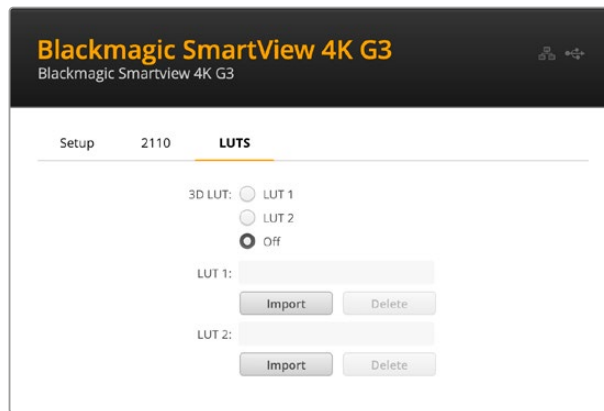 Blackmagic SmartView 4K G3
Blackmagic Smartview 4K G3
Setup 2110 LUTS
3D LUT: LUT 1
LUT 2
Off
LUT 1:
Import Delete
LUT 2:
Import Delete